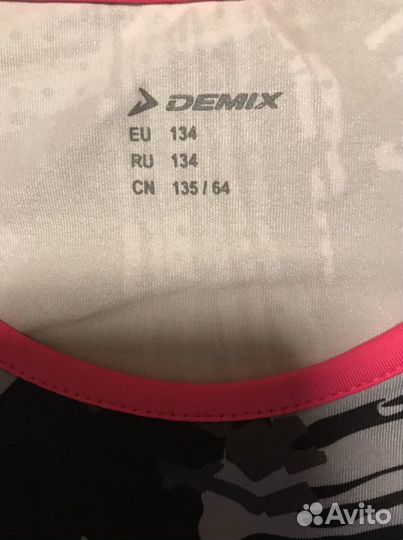 DEMIX
EU 134
RU 134
CN 135 / 64
Avito